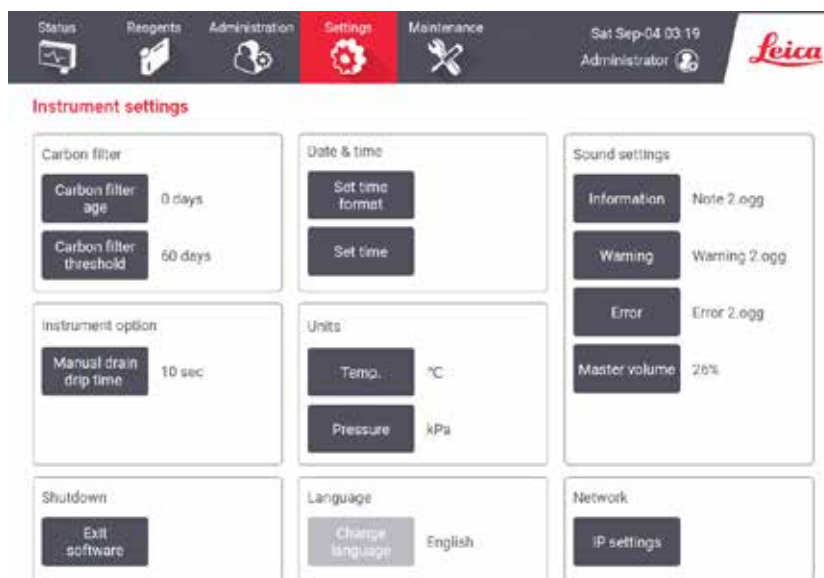 Status
Reagents
Administration
Settings
Maintenance
Sat Sep-04 03:19
Administrator
Leica
Instrument settings
Carbon filter
Carbon filter
age
0 days
Carbon filter
threshold
60 days
Date & time
Set time
format
Set time
Sound settings
Information
Note 2.ogg
Warning
Warning 2.ogg
Error
Error 2.ogg
Master volume
26%
Instrument option
Manual drain
drip time
10 sec
Units
Temp.
°C
Pressure
kPa
Shutdown
Exit
software
Language
Change
language
English
Network
IP settings